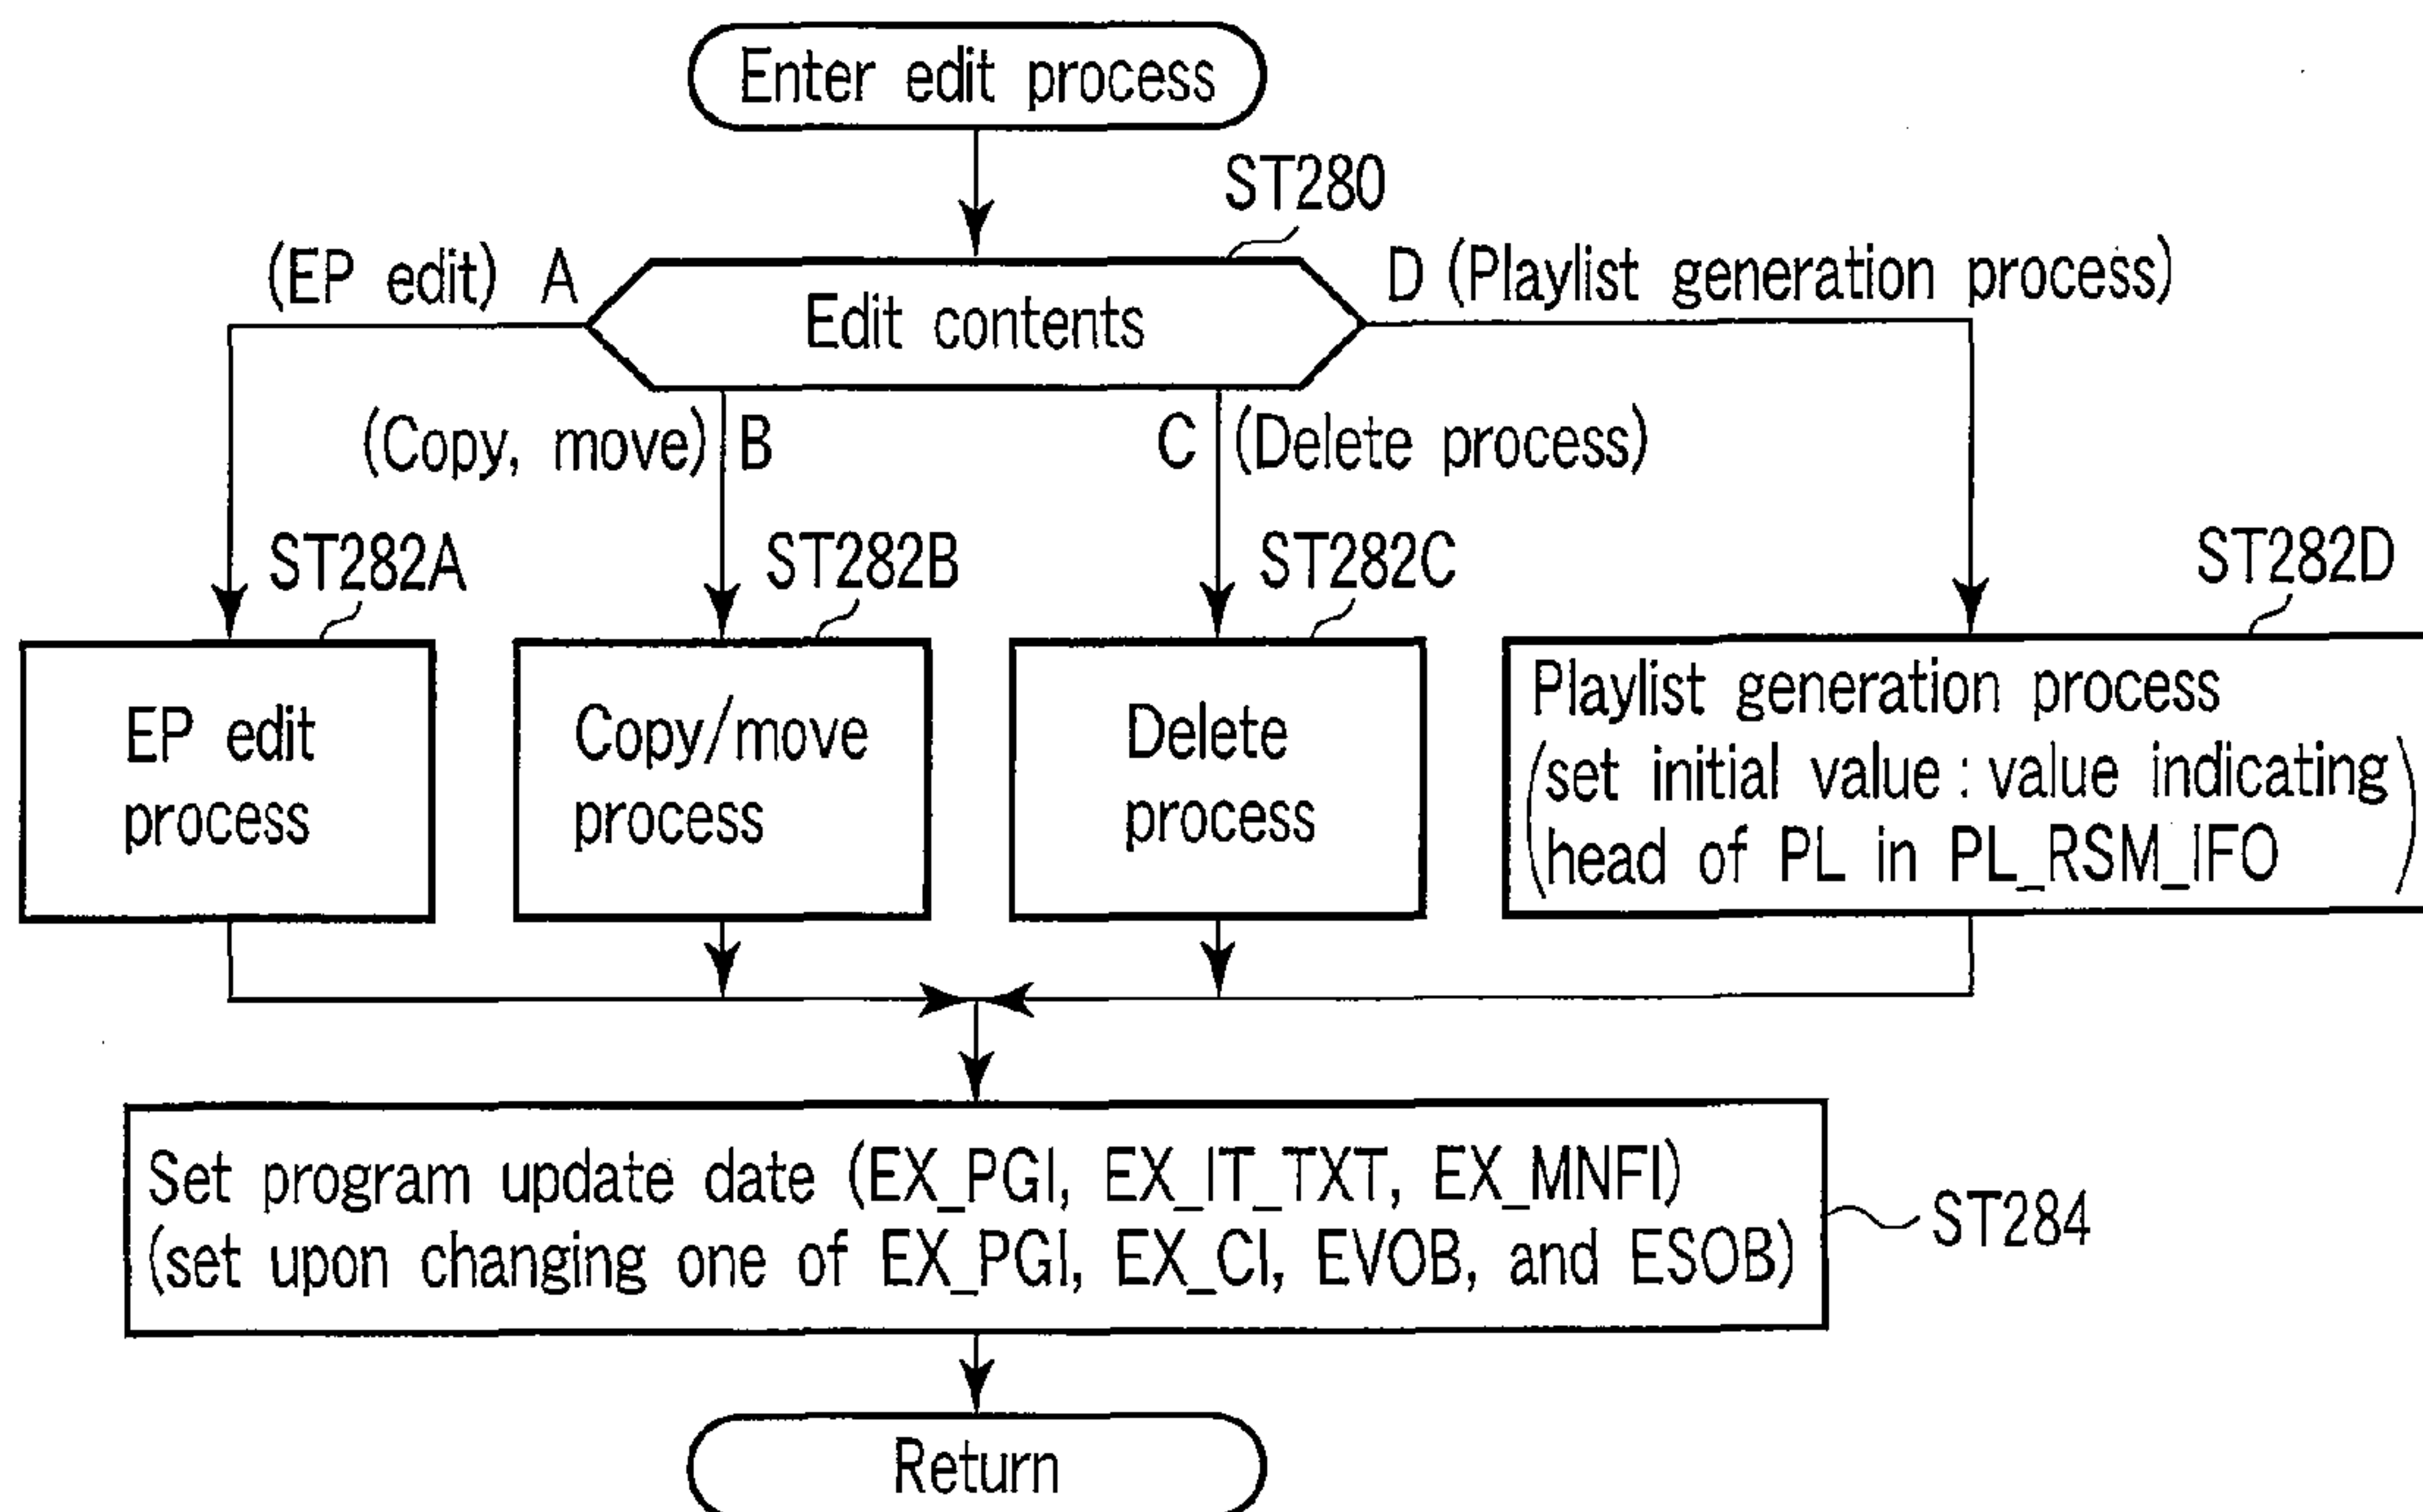 Enter edit process
ST280
(EP edit) A
D (Playlist generation process)
Edit contents
(Copy, move) B
C (Delete process)
ST282A
ST282B
ST282C
ST282D
EP edit
process
Copy/move
process
Delete
process
Playlist generation process
(set initial value : value indicating
head of PL in PL_RSM_IFO)
Set program update date (EX_PGI, EX_IT_TXT, EX_MNFI)
(set upon changing one of EX_PGI, EX_CI, EVOB, and ESOB)
ST284
Return